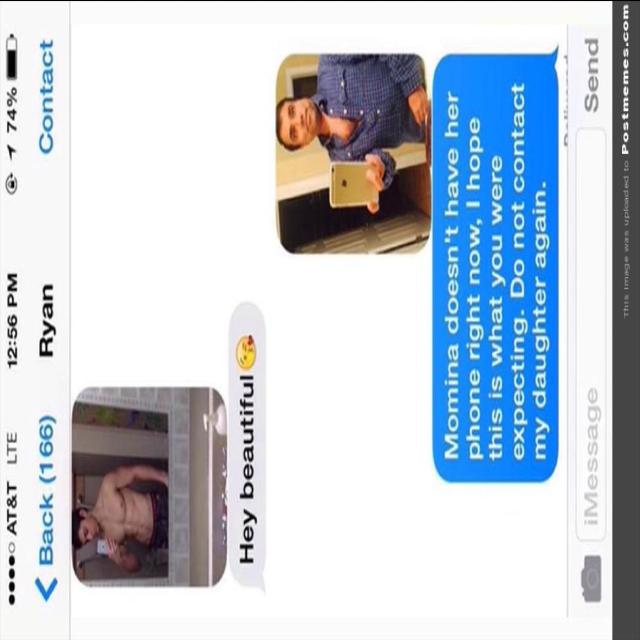 ●●●●○ AT&T LTE 12:56 PM 74%
Back (166) Ryan Contact
Hey beautiful 😘
Momina doesn't have her
phone right now, I hope
this is what you were
expecting. Do not contact
my daughter again.
Delivered
iMessage Send
This image was uploaded to Postmemes.com